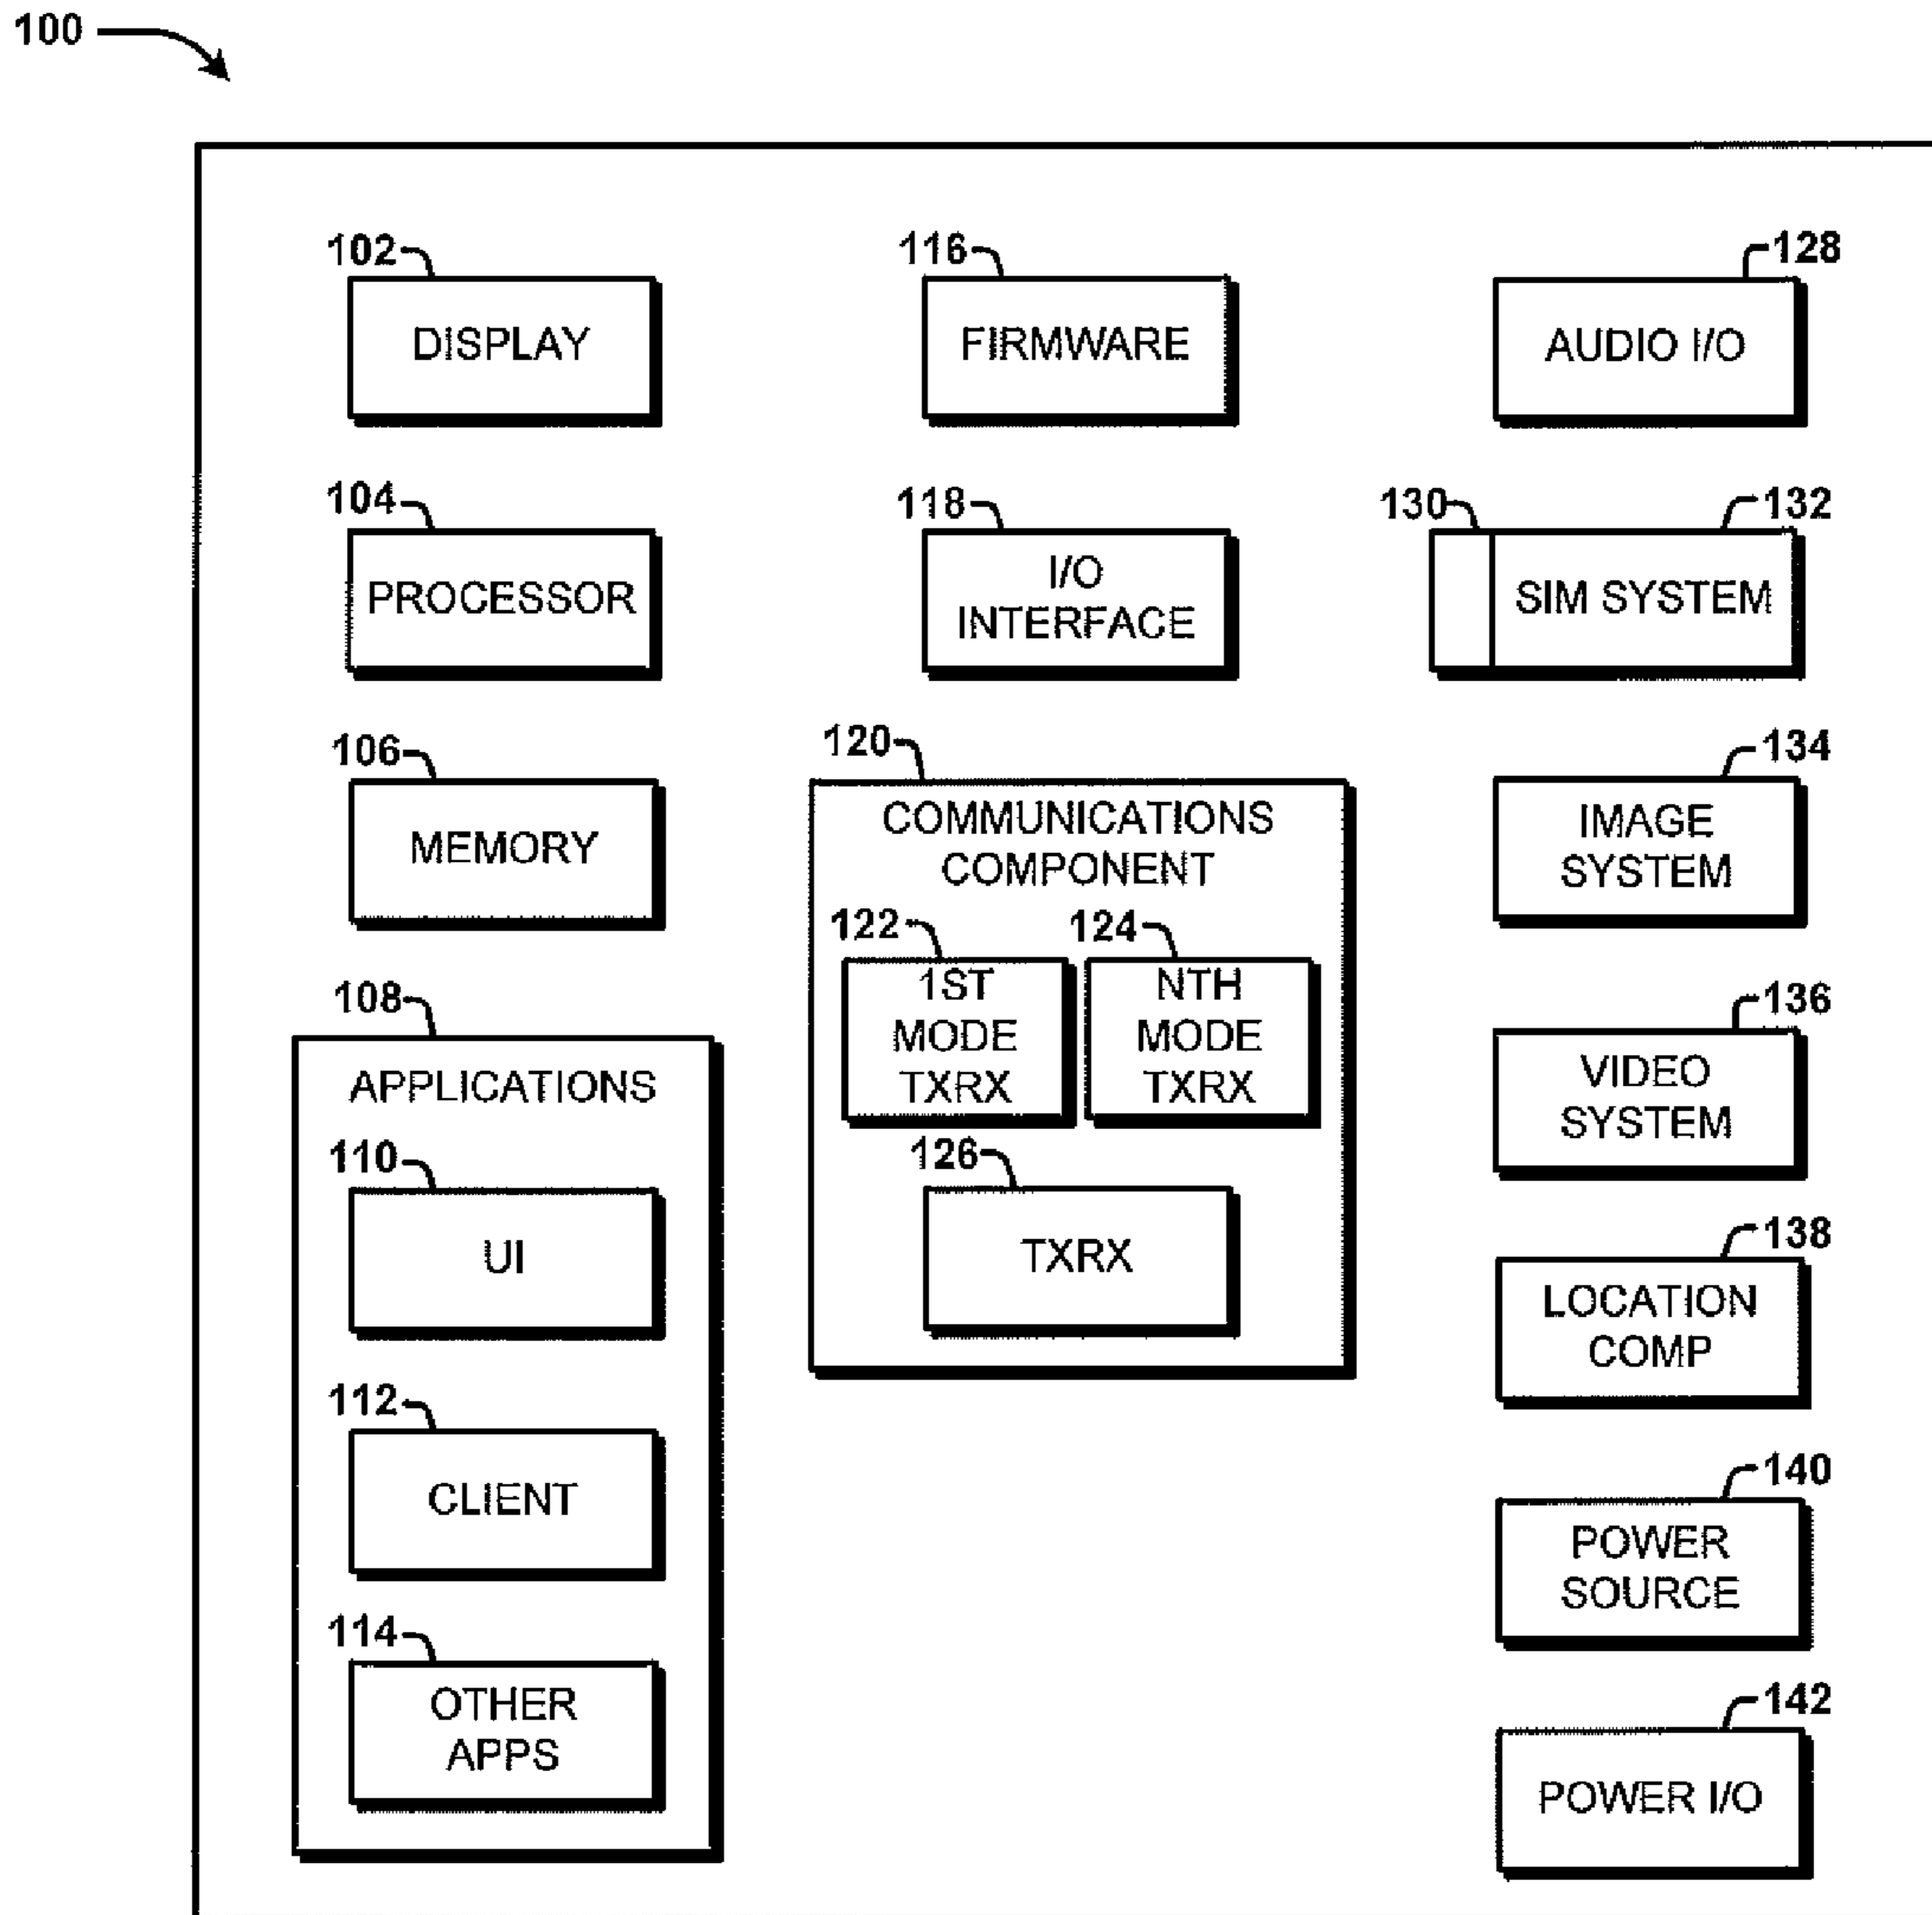 100
102
DISPLAY
104
PROCESSOR
106
MEMORY
108
APPLICATIONS
110
UI
112
CLIENT
114
OTHER
APPS
116
FIRMWARE
118
I/O
INTERFACE
120
COMMUNICATIONS
COMPONENT
122
1ST
MODE
TXRX
124
NTH
MODE
TXRX
126
TXRX
128
AUDIO I/O
130
132
SIM SYSTEM
134
IMAGE
SYSTEM
136
VIDEO
SYSTEM
138
LOCATION
COMP
140
POWER
SOURCE
142
POWER I/O